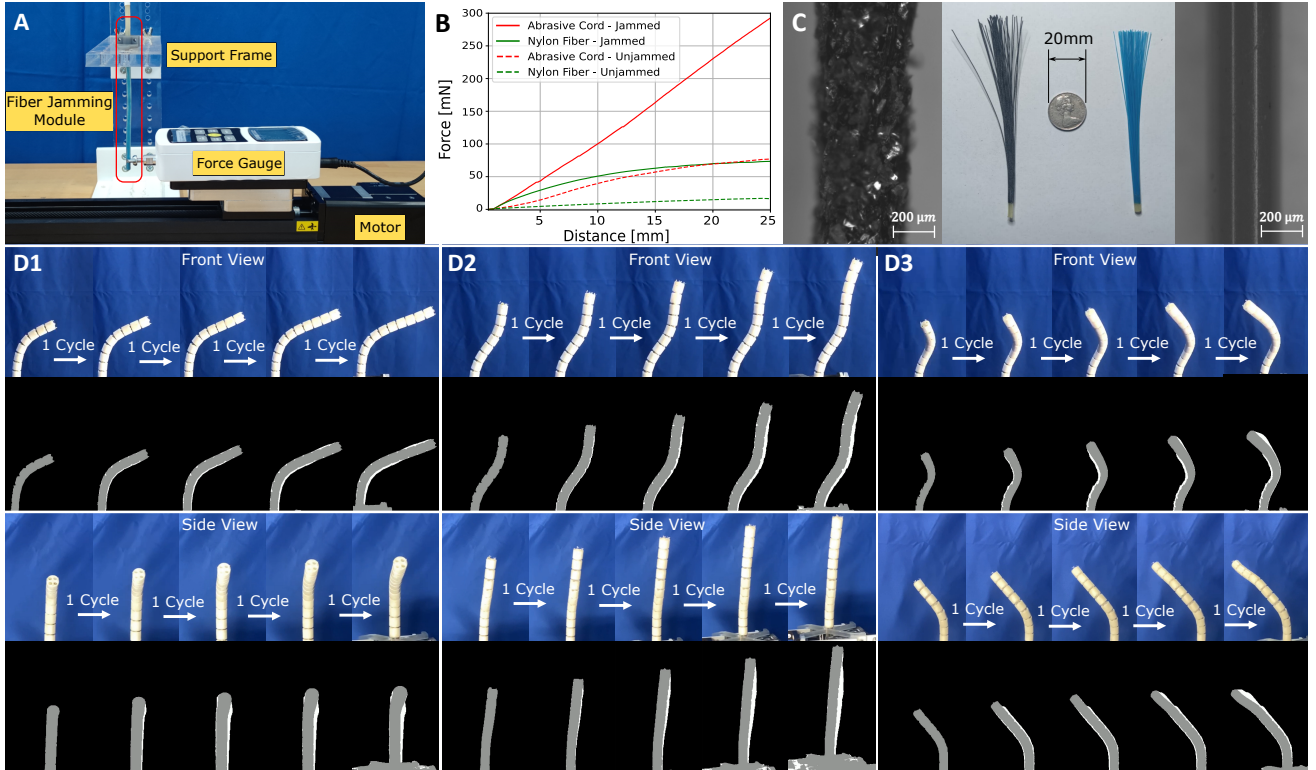 A
Support Frame
Fiber Jamming
Module
Force Gauge
Motor
B
Abrasive Cord - Jammed
Nylon Fiber - Jammed
Abrasive Cord - Unjammed
Nylon Fiber - Unjammed
Force [mN]
300
250
200
150
100
50
0
5
10
15
20
25
Distance [mm]
C
20mm
200 μm
200 μm
D1
Front View
1 Cycle
1 Cycle
1 Cycle
1 Cycle
Side View
1 Cycle
1 Cycle
1 Cycle
1 Cycle
D2
Front View
1 Cycle
1 Cycle
1 Cycle
1 Cycle
Side View
1 Cycle
1 Cycle
1 Cycle
1 Cycle
D3
Front View
1 Cycle
1 Cycle
1 Cycle
1 Cycle
Side View
1 Cycle
1 Cycle
1 Cycle
1 Cycle